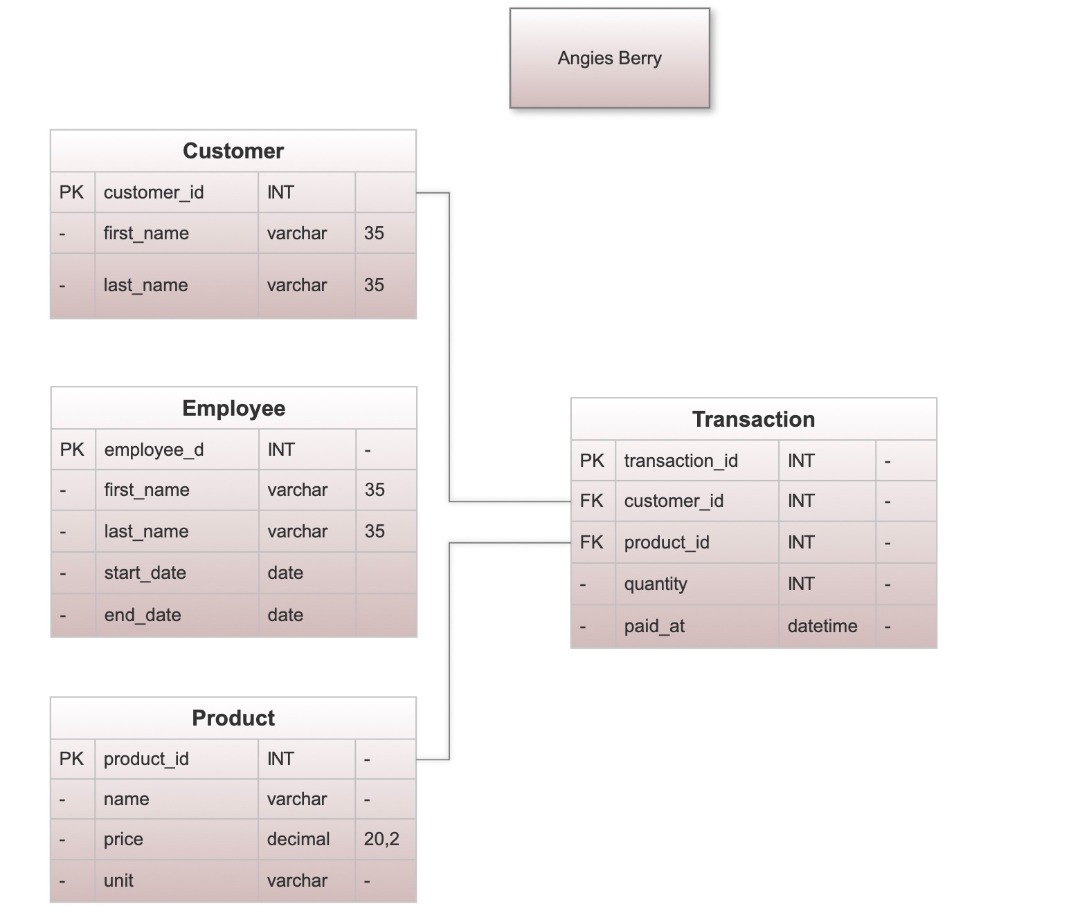 Angies Berry
Customer
PK customer_id INT
- first_name varchar 35
- last_name varchar 35
Employee
PK employee_d INT -
- first_name varchar 35
- last_name varchar 35
- start_date date
- end_date date
Transaction
PK transaction_id INT -
FK customer_id INT -
FK product_id INT -
- quantity INT -
- paid_at datetime -
Product
PK product_id INT -
- name varchar -
- price decimal 20,2
- unit varchar -